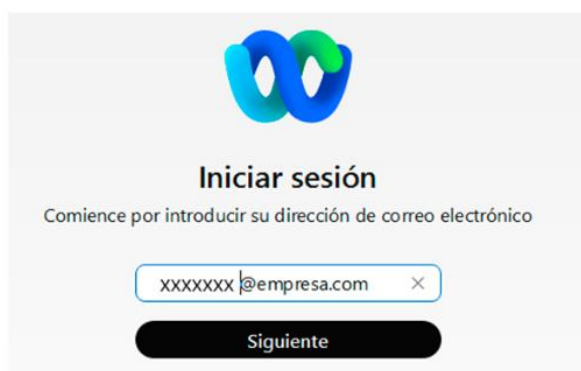 Iniciar sesión
Comience por introducir su dirección de correo electrónico
xxxxxxx @empresa.com ×
Siguiente